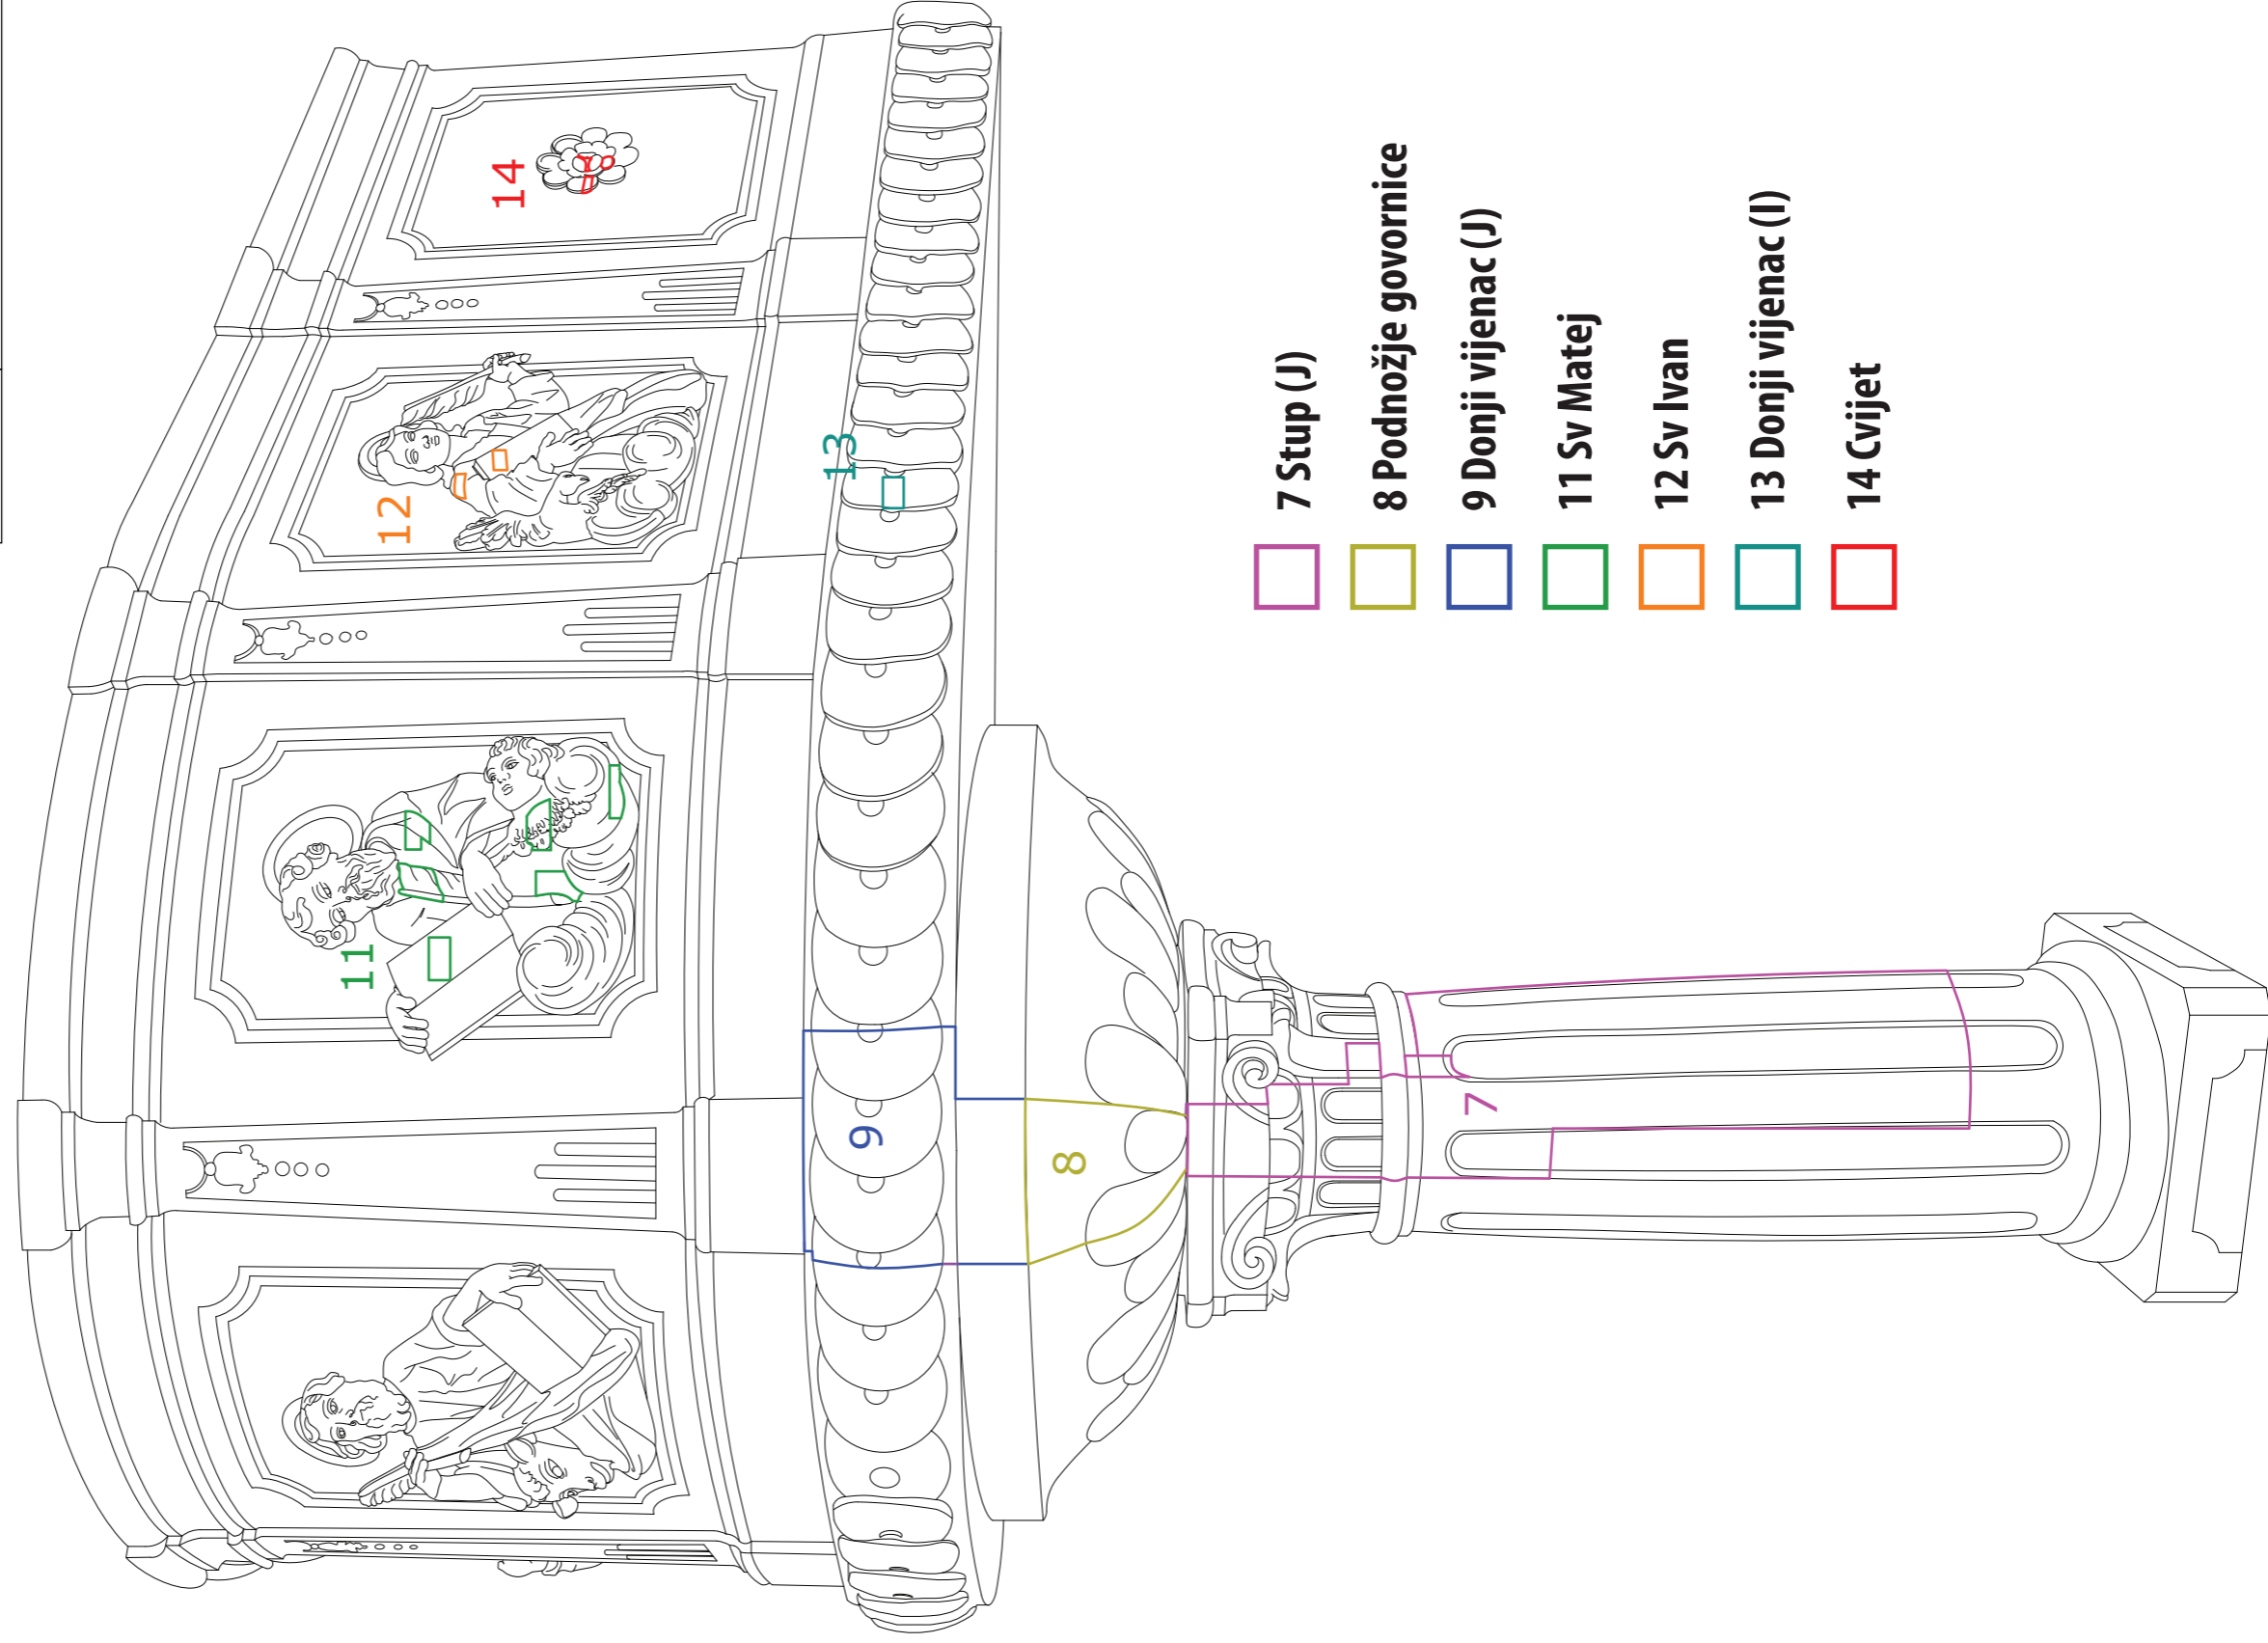 14
12
13
11
9
8
7
7 Stup (J)
8 Podnožje govornice
9 Donji vijenac (J)
11 Sv Matej
12 Sv Ivan
13 Donji vijenac (I)
14 Cvijet